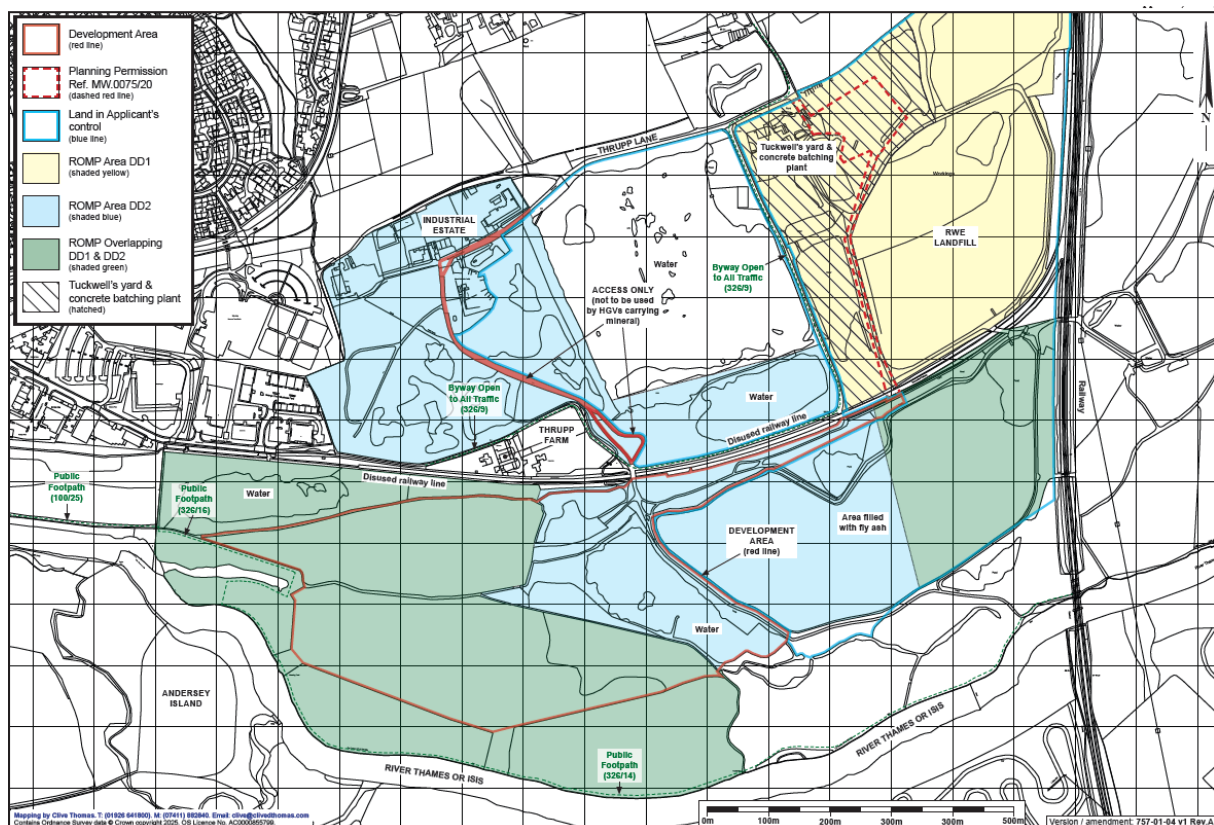 Development Area
(red line)
Planning Permission
Ref. MW.0075/20
(dashed red line)
Land in Applicant's
control
(blue line)
ROMP Area DD1
(shaded yellow)
ROMP Area DD2
(shaded blue)
ROMP Overlapping
DD1 & DD2
(shaded green)
Tuckwell's yard &
concrete batching plant
(hatched)
N
THRUPP LANE
Tuckwell's yard &
concrete batching
plant
INDUSTRIAL
ESTATE
Water
Byway Open
to All Traffic
(326/9)
RWE
LANDFILL
Workings
ACCESS ONLY
(not to be used
by HGVs carrying
mineral)
Byway Open
to All Traffic
(326/9)
Water
Railway
THRUPP
FARM
Disused railway line
Disused railway line
Public
Footpath
(100/25)
Public
Footpath
(326/16)
Water
DEVELOPMENT
AREA
(red line)
Area filled
with fly ash
Water
ANDERSEY
ISLAND
RIVER THAMES OR ISIS
RIVER THAMES OR ISIS
Public
Footpath
(326/14)
0m
100m
200m
300m
400m
500m
Mapping by Clive Thomas. T: (01926 641800). M: (07411) 882840. Email: clive@clivedthomas.com
Contains Ordnance Survey data © Crown copyright 2025. OS Licence No. AC0000855799.
Version / amendment: 757-01-04 v1 Rev.A